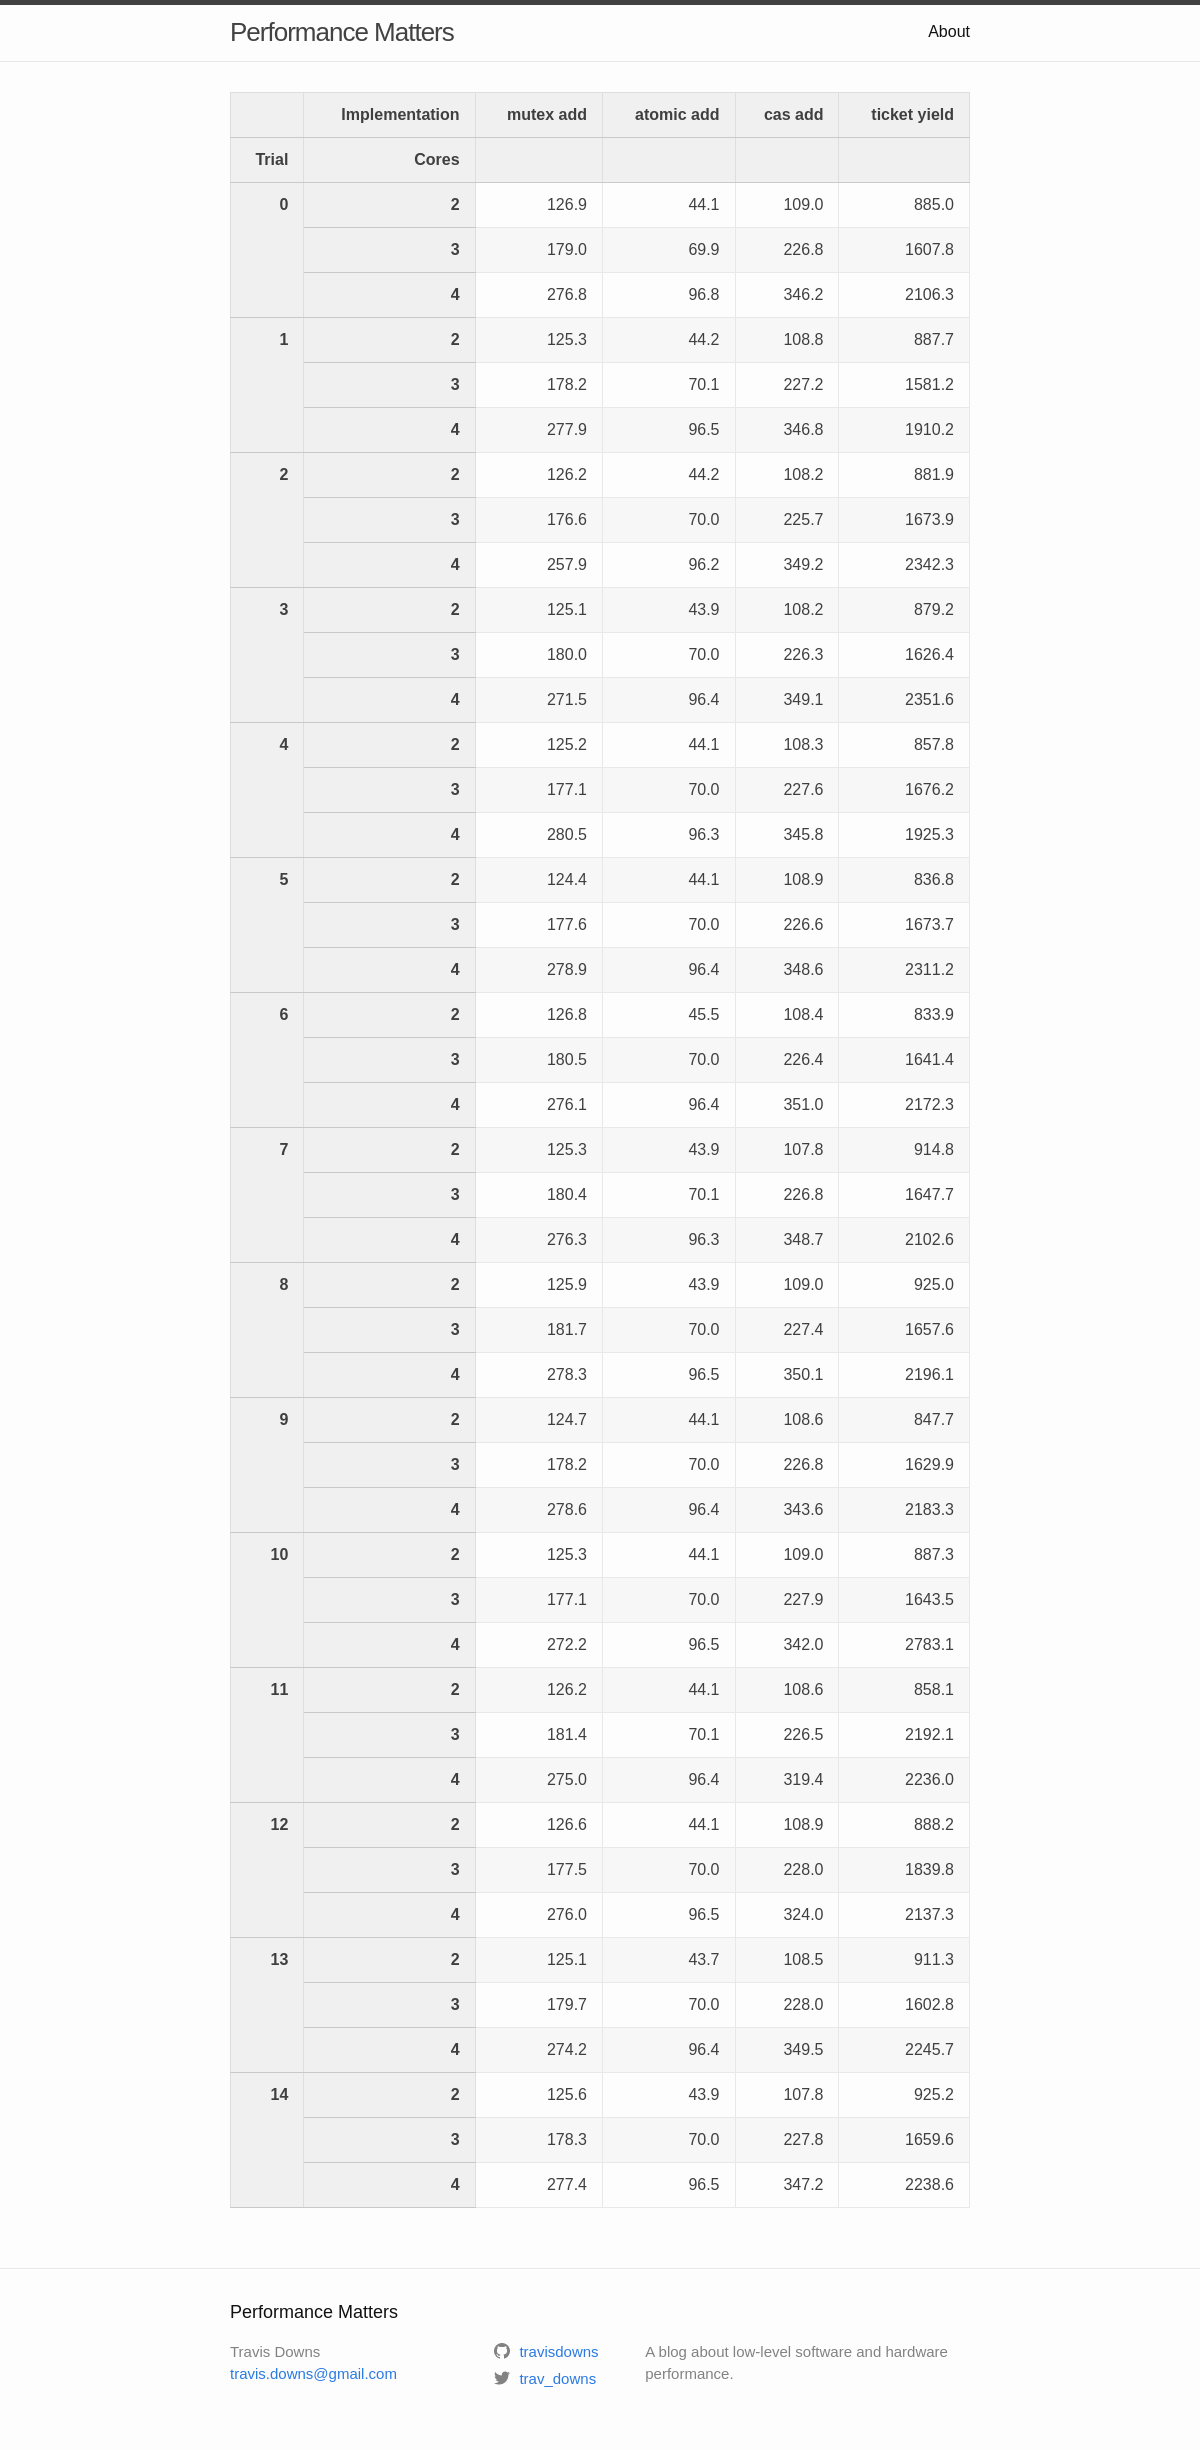 Performance Matters About
Implementation mutex add atomic add cas add ticket yield
Trial Cores
0 2 126.9 44.1 109.0 885.0
3 179.0 69.9 226.8 1607.8
4 276.8 96.8 346.2 2106.3
1 2 125.3 44.2 108.8 887.7
3 178.2 70.1 227.2 1581.2
4 277.9 96.5 346.8 1910.2
2 2 126.2 44.2 108.2 881.9
3 176.6 70.0 225.7 1673.9
4 257.9 96.2 349.2 2342.3
3 2 125.1 43.9 108.2 879.2
3 180.0 70.0 226.3 1626.4
4 271.5 96.4 349.1 2351.6
4 2 125.2 44.1 108.3 857.8
3 177.1 70.0 227.6 1676.2
4 280.5 96.3 345.8 1925.3
5 2 124.4 44.1 108.9 836.8
3 177.6 70.0 226.6 1673.7
4 278.9 96.4 348.6 2311.2
6 2 126.8 45.5 108.4 833.9
3 180.5 70.0 226.4 1641.4
4 276.1 96.4 351.0 2172.3
7 2 125.3 43.9 107.8 914.8
3 180.4 70.1 226.8 1647.7
4 276.3 96.3 348.7 2102.6
8 2 125.9 43.9 109.0 925.0
3 181.7 70.0 227.4 1657.6
4 278.3 96.5 350.1 2196.1
9 2 124.7 44.1 108.6 847.7
3 178.2 70.0 226.8 1629.9
4 278.6 96.4 343.6 2183.3
10 2 125.3 44.1 109.0 887.3
3 177.1 70.0 227.9 1643.5
4 272.2 96.5 342.0 2783.1
11 2 126.2 44.1 108.6 858.1
3 181.4 70.1 226.5 2192.1
4 275.0 96.4 319.4 2236.0
12 2 126.6 44.1 108.9 888.2
3 177.5 70.0 228.0 1839.8
4 276.0 96.5 324.0 2137.3
13 2 125.1 43.7 108.5 911.3
3 179.7 70.0 228.0 1602.8
4 274.2 96.4 349.5 2245.7
14 2 125.6 43.9 107.8 925.2
3 178.3 70.0 227.8 1659.6
4 277.4 96.5 347.2 2238.6
Performance Matters
Travis Downs
travis.downs@gmail.com
travisdowns
trav_downs
A blog about low-level software and hardware
performance.